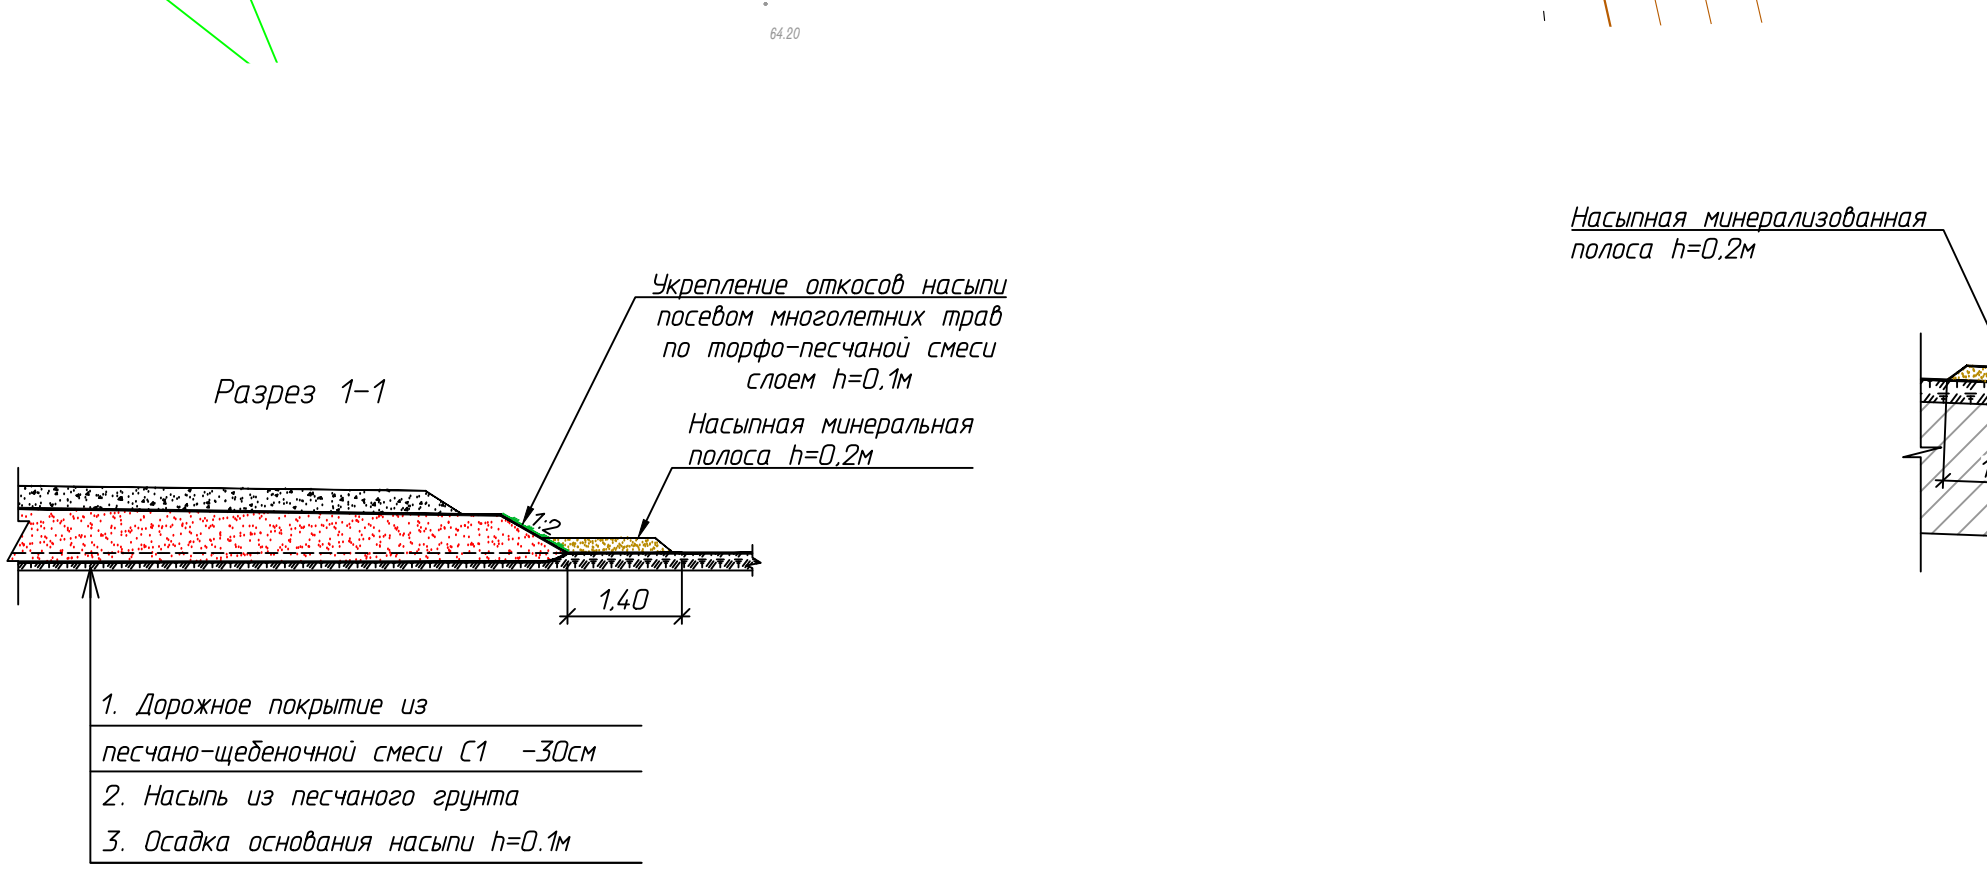 64.20
Насыпная минерализованная
полоса h=0,2м
Укрепление откосов насыпи
посевом многолетних трав
по торфо-песчаной смеси
слоем h=0,1м
Разрез 1-1
Насыпная минеральная
полоса h=0,2м
1:2
1,40
1. Дорожное покрытие из
песчано-щебеночной смеси С1 -30см
2. Насыпь из песчаного грунта
3. Осадка основания насыпи h=0.1м